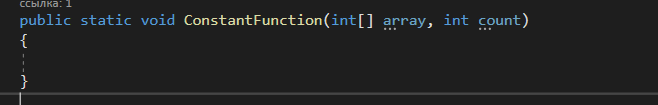 ссылка: 1
public static void ConstantFunction(int[] array, int count)
{
}